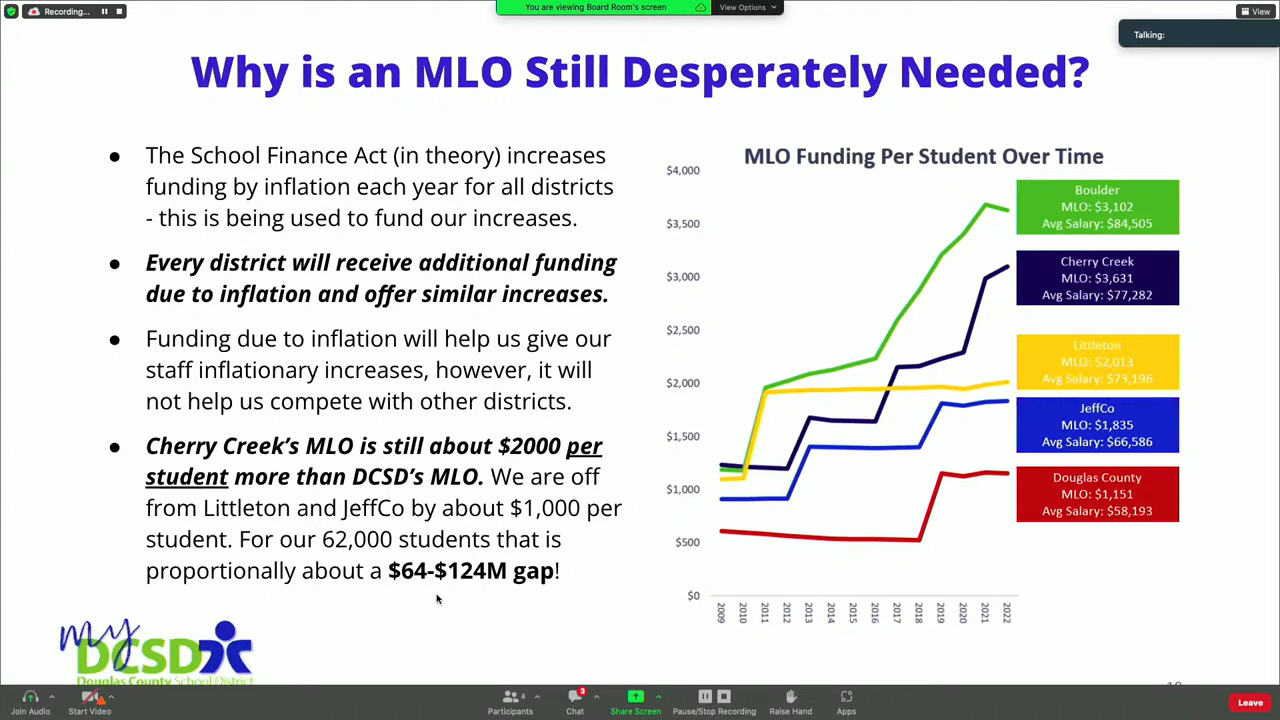 Recording...
You are viewing Board Room's screen
View Options
View
Talking:
Why is an MLO Still Desperately Needed?
● The School Finance Act (in theory) increases
funding by inflation each year for all districts
- this is being used to fund our increases.
● Every district will receive additional funding
due to inflation and offer similar increases.
● Funding due to inflation will help us give our
staff inflationary increases, however, it will
not help us compete with other districts.
● Cherry Creek's MLO is still about $2000 per
student more than DCSD's MLO. We are off
from Littleton and JeffCo by about $1,000 per
student. For our 62,000 students that is
proportionally about a $64-$124M gap!
MLO Funding Per Student Over Time
$4,000
$3,500
$3,000
$2,500
$2,000
$1,500
$1,000
$500
$0
2009
2010
2011
2012
2013
2014
2015
2016
2017
2018
2019
2020
2021
2022
Boulder
MLO: $3,102
Avg Salary: $84,505
Cherry Creek
MLO: $3,631
Avg Salary: $77,282
Littleton
MLO: $2,013
Avg Salary: $73,196
JeffCo
MLO: $1,835
Avg Salary: $66,586
Douglas County
MLO: $1,151
Avg Salary: $58,193
my
DCSD
Douglas County School District
Join Audio
Start Video
4
Participants
3
Chat
Share Screen
Pause/Stop Recording
Raise Hand
Apps
Leave